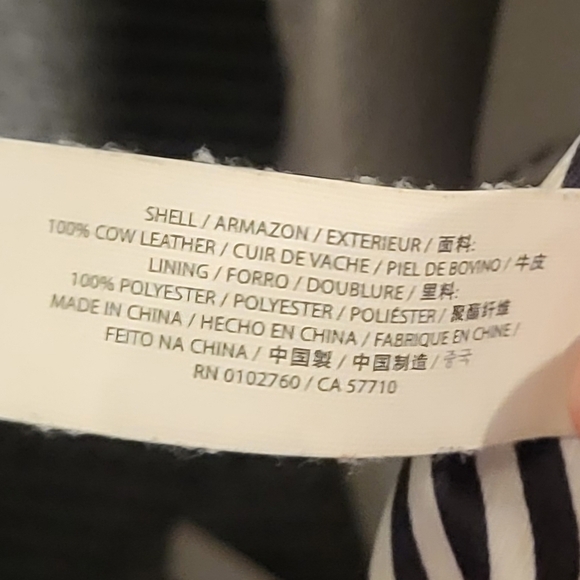 SHELL / ARMAZON / EXTERIEUR / 面料:
100% COW LEATHER / CUIR DE VACHE / PIEL DE BOVINO / 牛皮
LINING / FORRO / DOUBLURE / 里料:
100% POLYESTER / POLYESTER / POLIÉSTER / 聚酯纤维
MADE IN CHINA / HECHO EN CHINA / FABRIQUE EN CHINE /
FEITO NA CHINA / 中国製 / 中国制造 / 중국
RN 0102760 / CA 57710